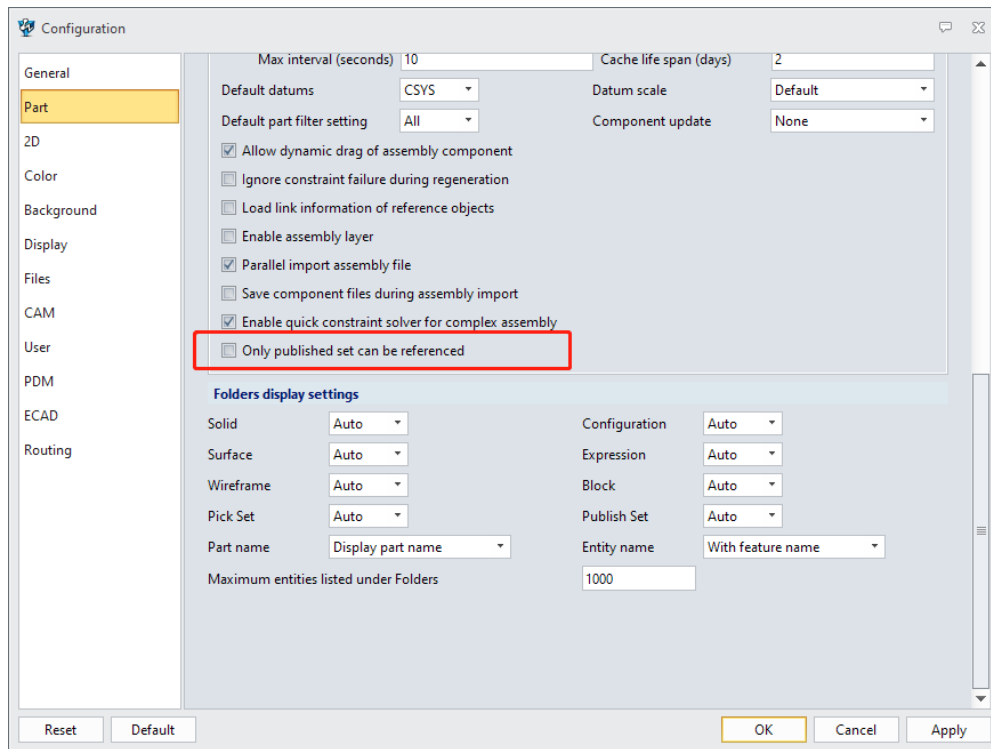 Configuration
General
Part
2D
Color
Background
Display
Files
CAM
User
PDM
ECAD
Routing
Max interval (seconds) 10 Cache life span (days) 2
Default datums CSYS Datum scale Default
Default part filter setting All Component update None
Allow dynamic drag of assembly component
Ignore constraint failure during regeneration
Load link information of reference objects
Enable assembly layer
Parallel import assembly file
Save component files during assembly import
Enable quick constraint solver for complex assembly
Only published set can be referenced
Folders display settings
Solid Auto Configuration Auto
Surface Auto Expression Auto
Wireframe Auto Block Auto
Pick Set Auto Publish Set Auto
Part name Display part name Entity name With feature name
Maximum entities listed under Folders 1000
Reset Default OK Cancel Apply